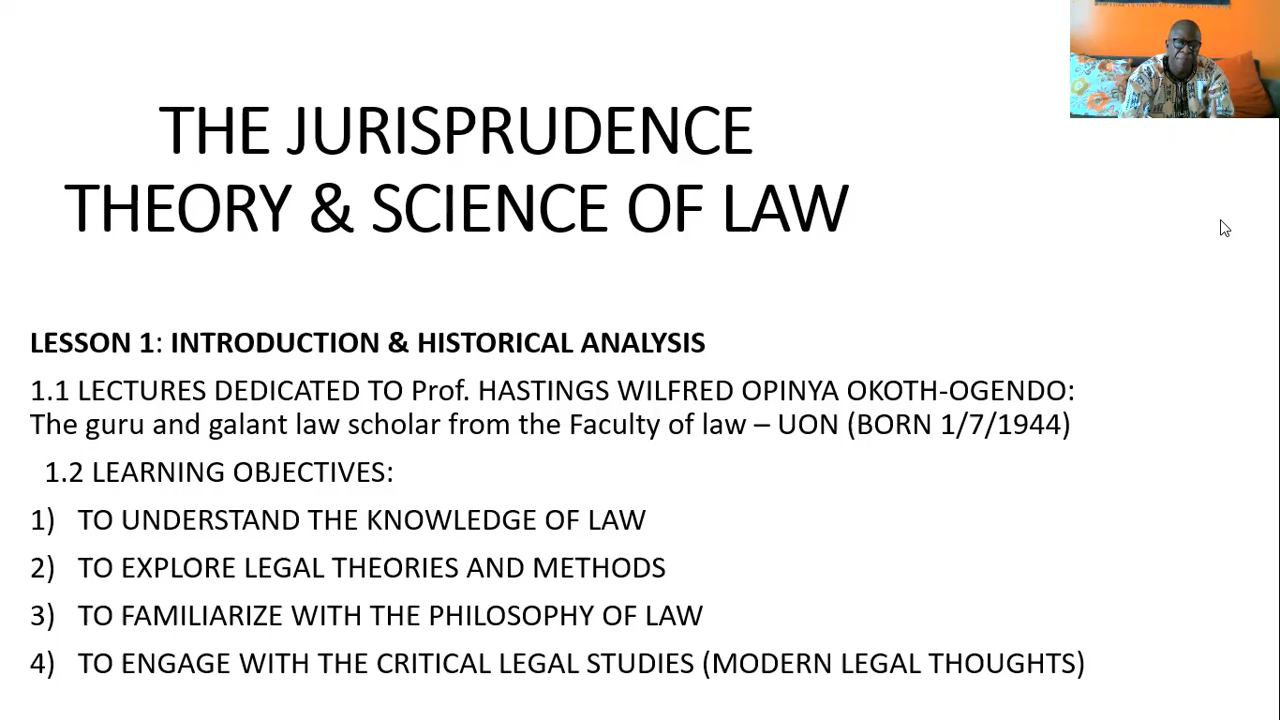 THE JURISPRUDENCE
THEORY & SCIENCE OF LAW
LESSON 1: INTRODUCTION & HISTORICAL ANALYSIS
1.1 LECTURES DEDICATED TO Prof. HASTINGS WILFRED OPINYA OKOTH-OGENDO:
The guru and galant law scholar from the Faculty of law – UON (BORN 1/7/1944)
1.2 LEARNING OBJECTIVES:
1) TO UNDERSTAND THE KNOWLEDGE OF LAW
2) TO EXPLORE LEGAL THEORIES AND METHODS
3) TO FAMILIARIZE WITH THE PHILOSOPHY OF LAW
4) TO ENGAGE WITH THE CRITICAL LEGAL STUDIES (MODERN LEGAL THOUGHTS)